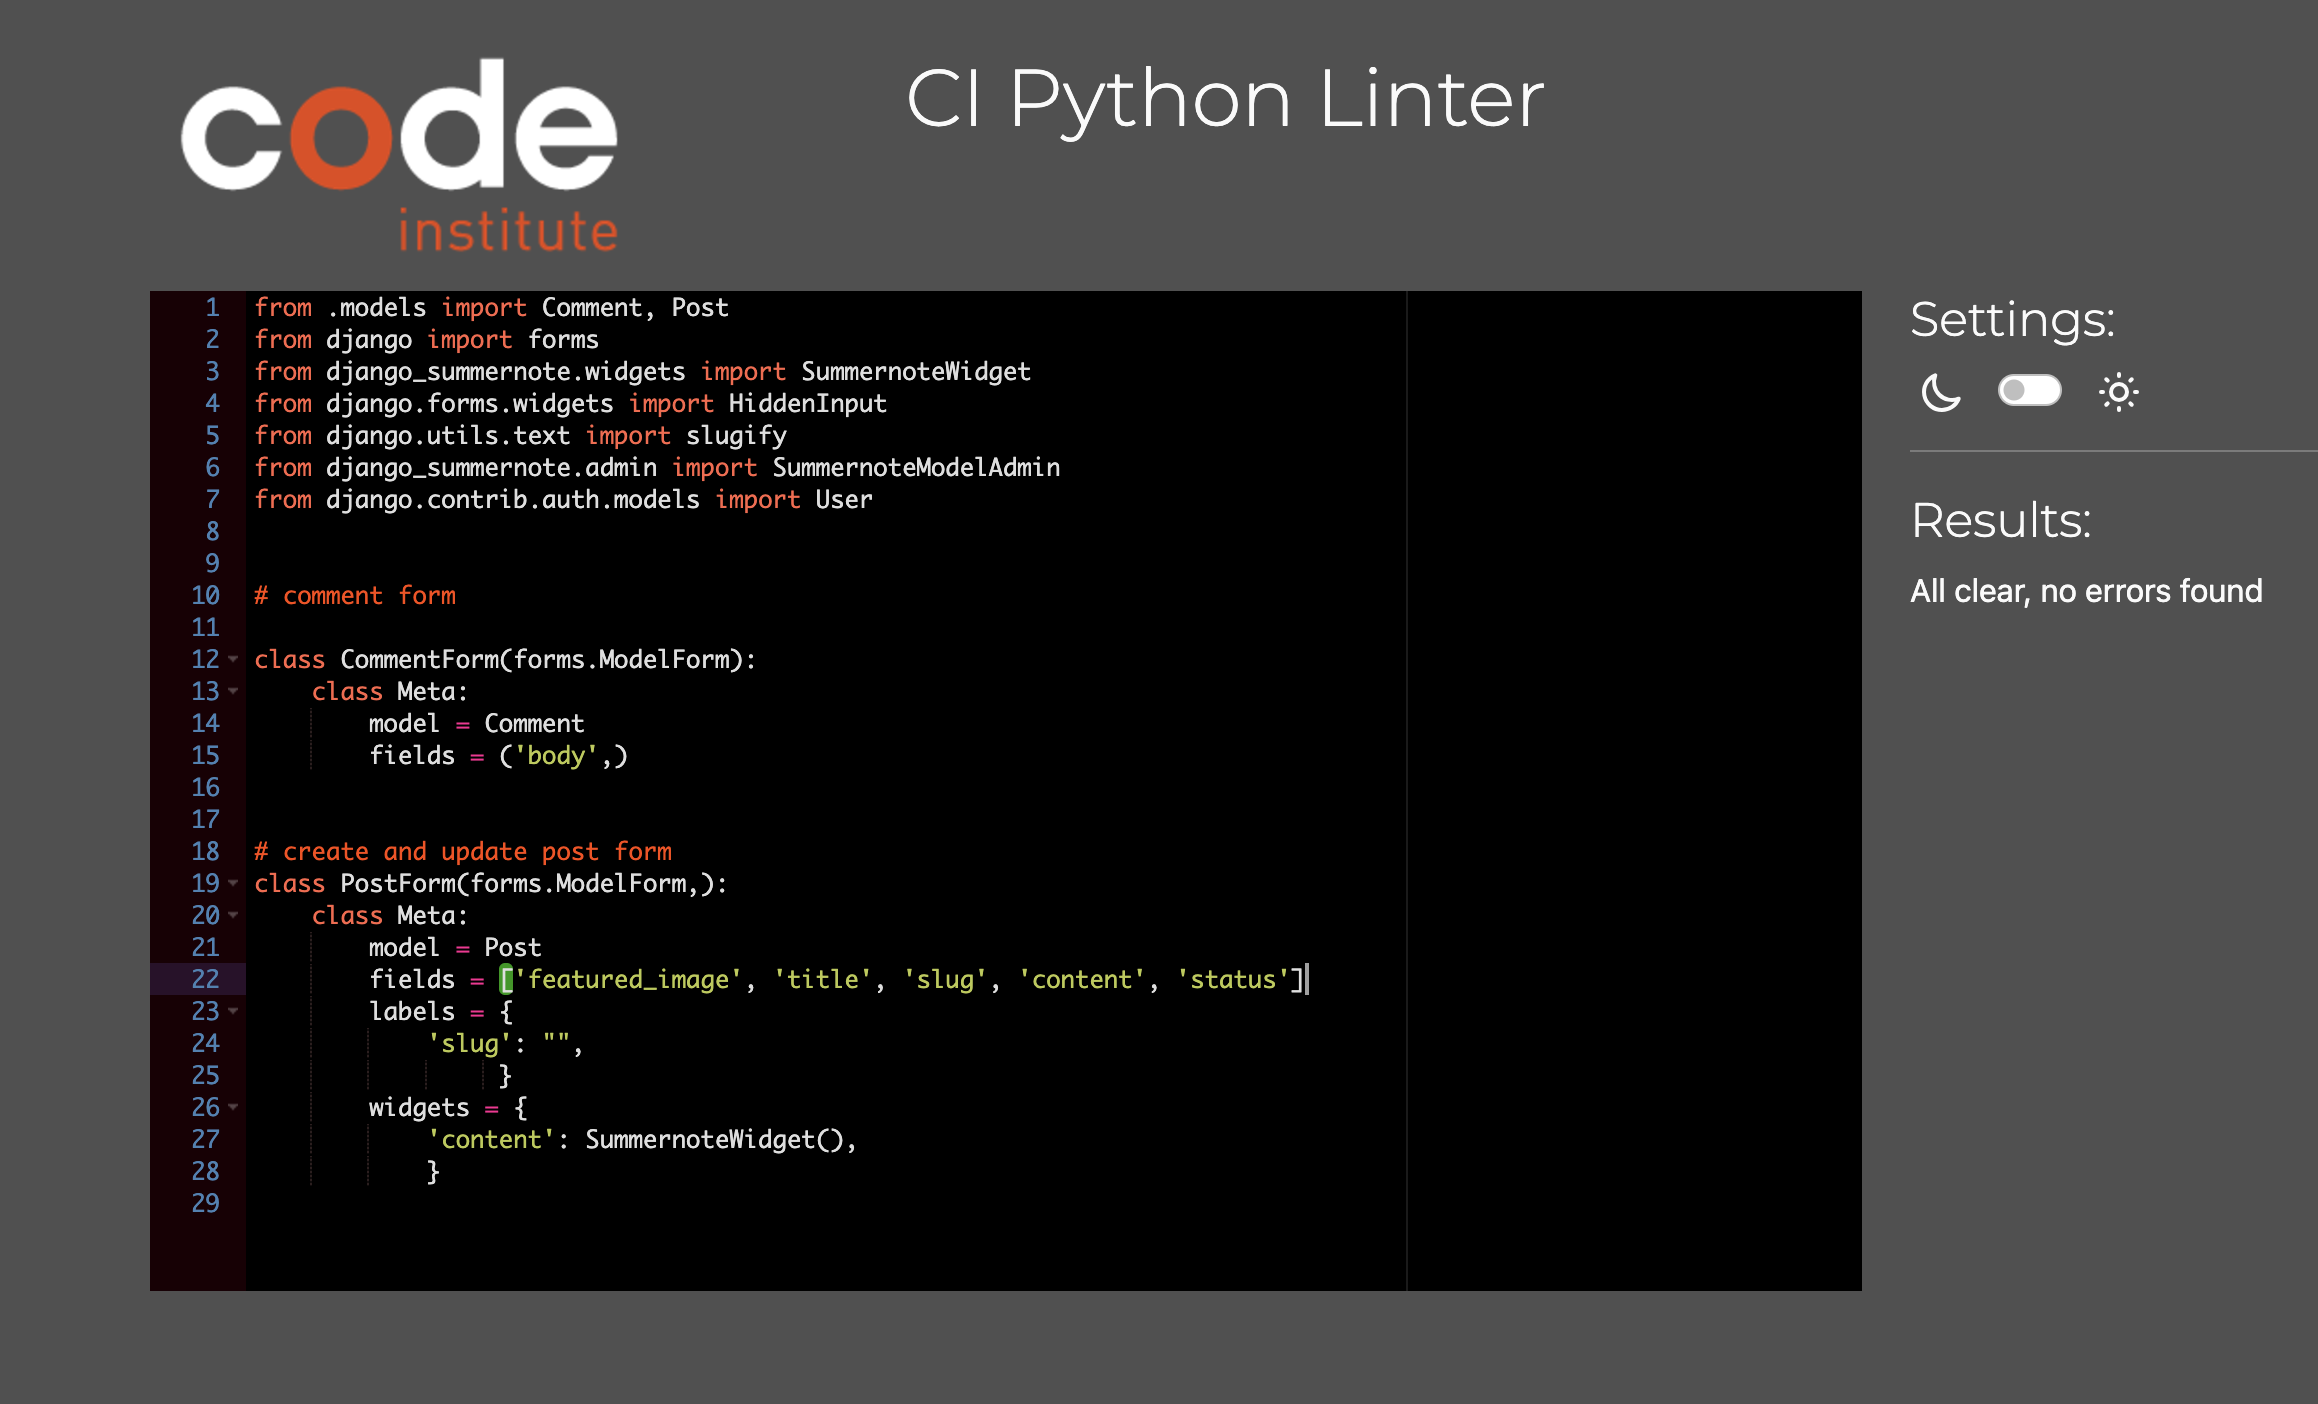 code
institute
CI Python Linter
1 from .models import Comment, Post
2 from django import forms
3 from django_summernote.widgets import SummernoteWidget
4 from django.forms.widgets import HiddenInput
5 from django.utils.text import slugify
6 from django_summernote.admin import SummernoteModelAdmin
7 from django.contrib.auth.models import User
8
9
10 # comment form
11
12 class CommentForm(forms.ModelForm):
13     class Meta:
14         model = Comment
15         fields = ('body',)
16
17
18 # create and update post form
19 class PostForm(forms.ModelForm,):
20     class Meta:
21         model = Post
22         fields = ['featured_image', 'title', 'slug', 'content', 'status']
23         labels = {
24             'slug': "",
25                  }
26         widgets = {
27             'content': SummernoteWidget(),
28             }
29
Settings:
Results:
All clear, no errors found